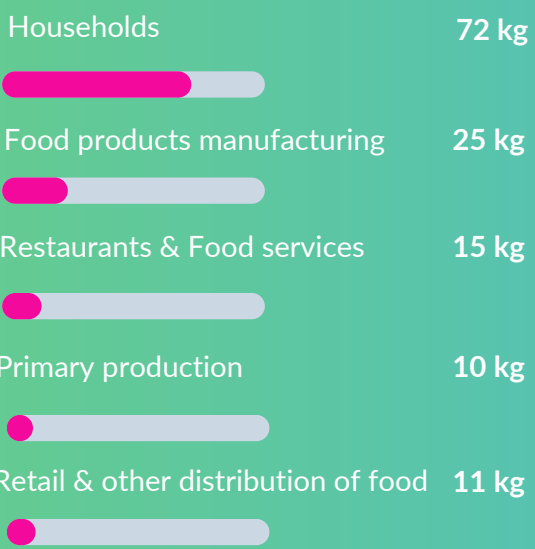 Households 72 kg
Food products manufacturing 25 kg
Restaurants & Food services 15 kg
Primary production 10 kg
Retail & other distribution of food 11 kg